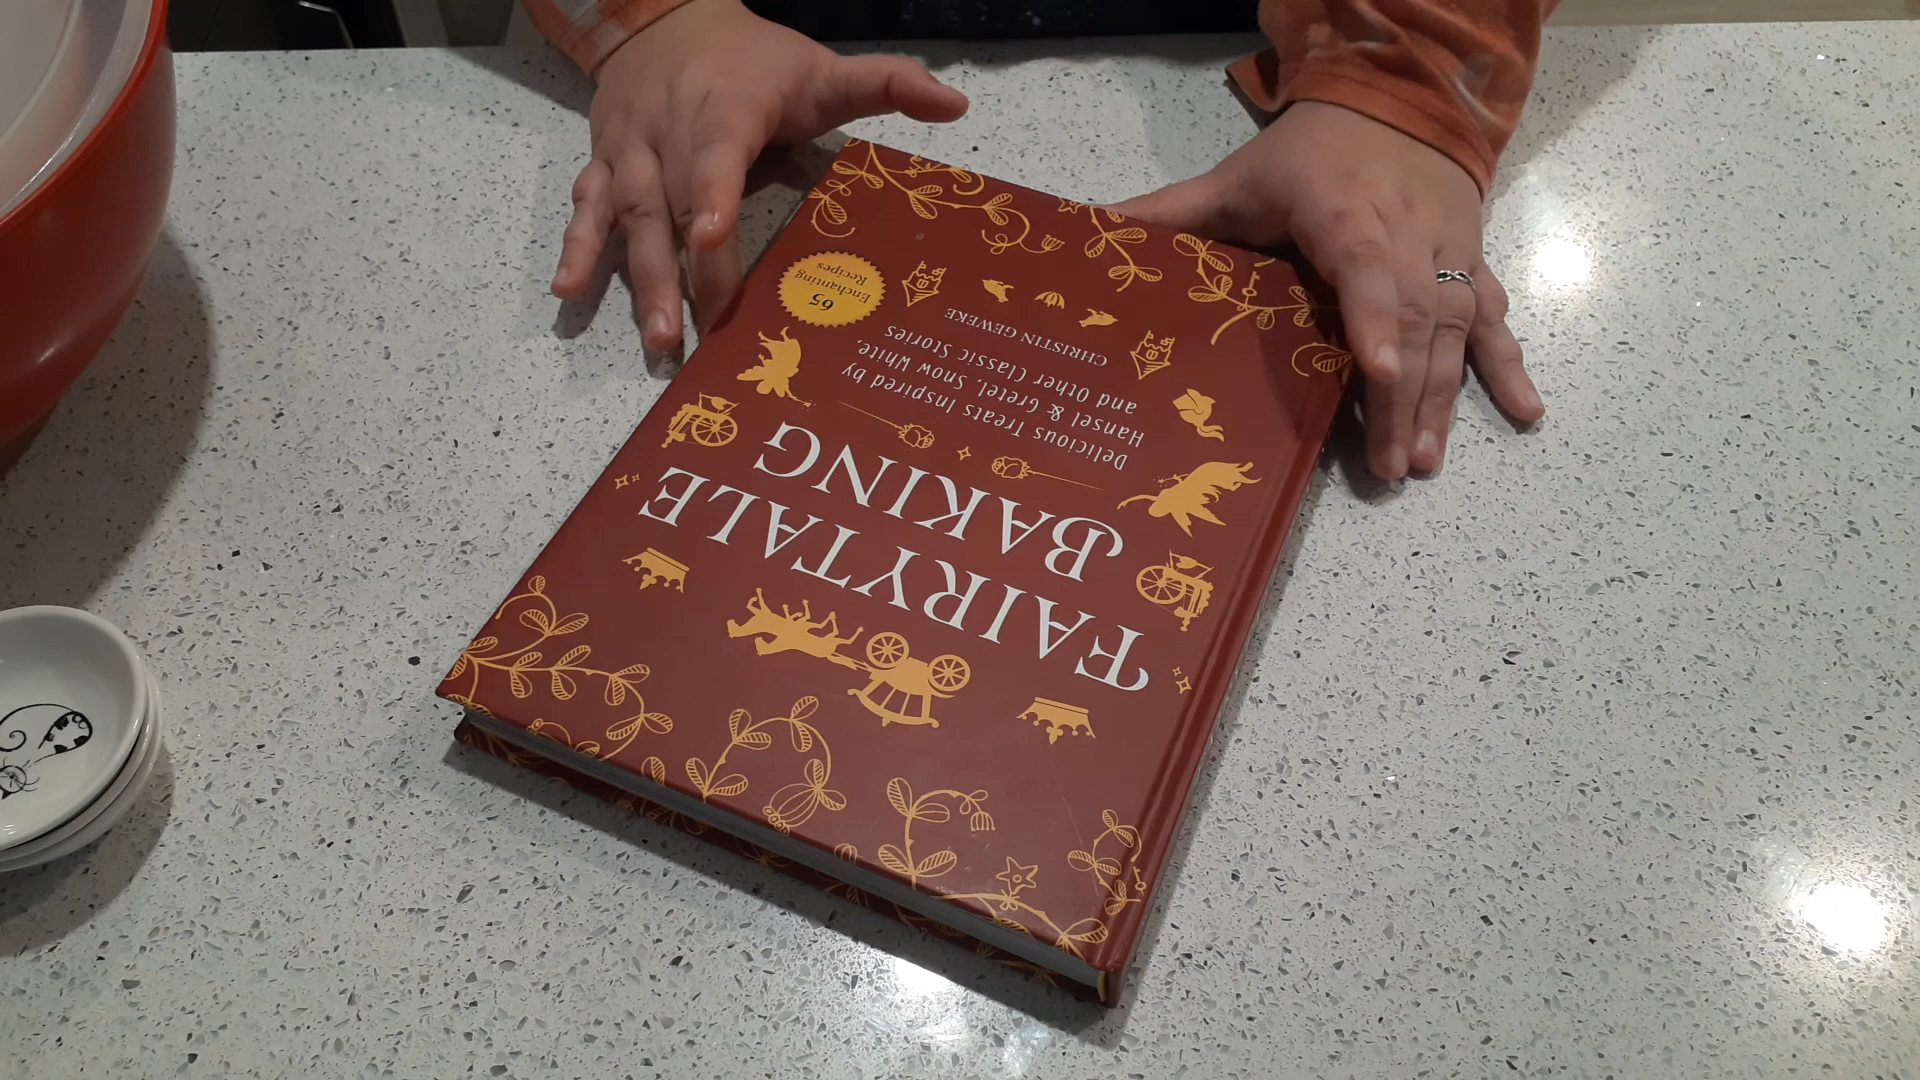 FAIRYTALE
BAKING
Delicious Treats Inspired by
Hansel & Gretel, Snow White,
and Other Classic Stories
CHRISTIN GEWEKE
65
Enchanting
Recipes